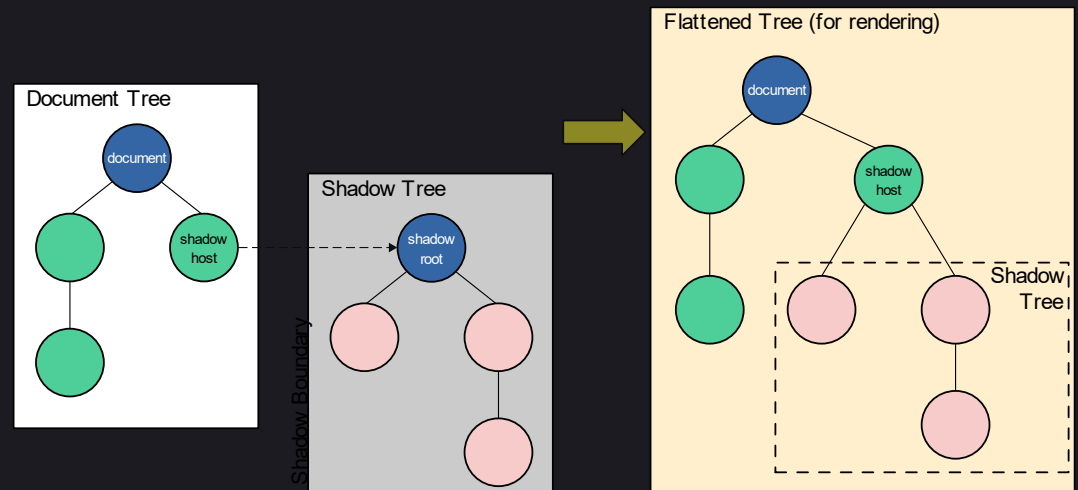 Document Tree
document
shadow
host
Shadow Tree
shadow
root
Shadow Boundary
Flattened Tree (for rendering)
document
shadow
host
Shadow
Tree